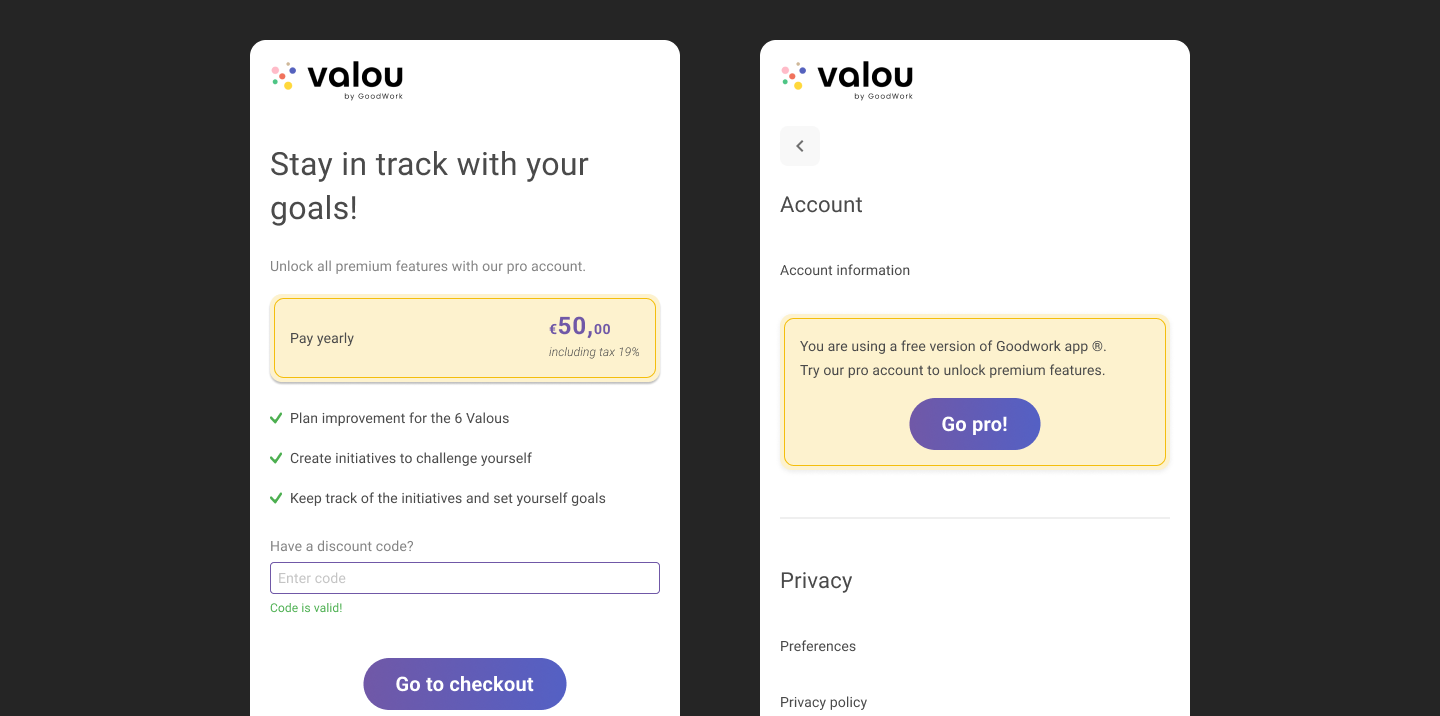 valou
by GoodWork
Stay in track with your
goals!
Unlock all premium features with our pro account.
Pay yearly
€50,00
including tax 19%
Plan improvement for the 6 Valous
Create initiatives to challenge yourself
Keep track of the initiatives and set yourself goals
Have a discount code?
Enter code
Code is valid!
Go to checkout
valou
by GoodWork
Account
Account information
You are using a free version of Goodwork app ®.
Try our pro account to unlock premium features.
Go pro!
Privacy
Preferences
Privacy policy